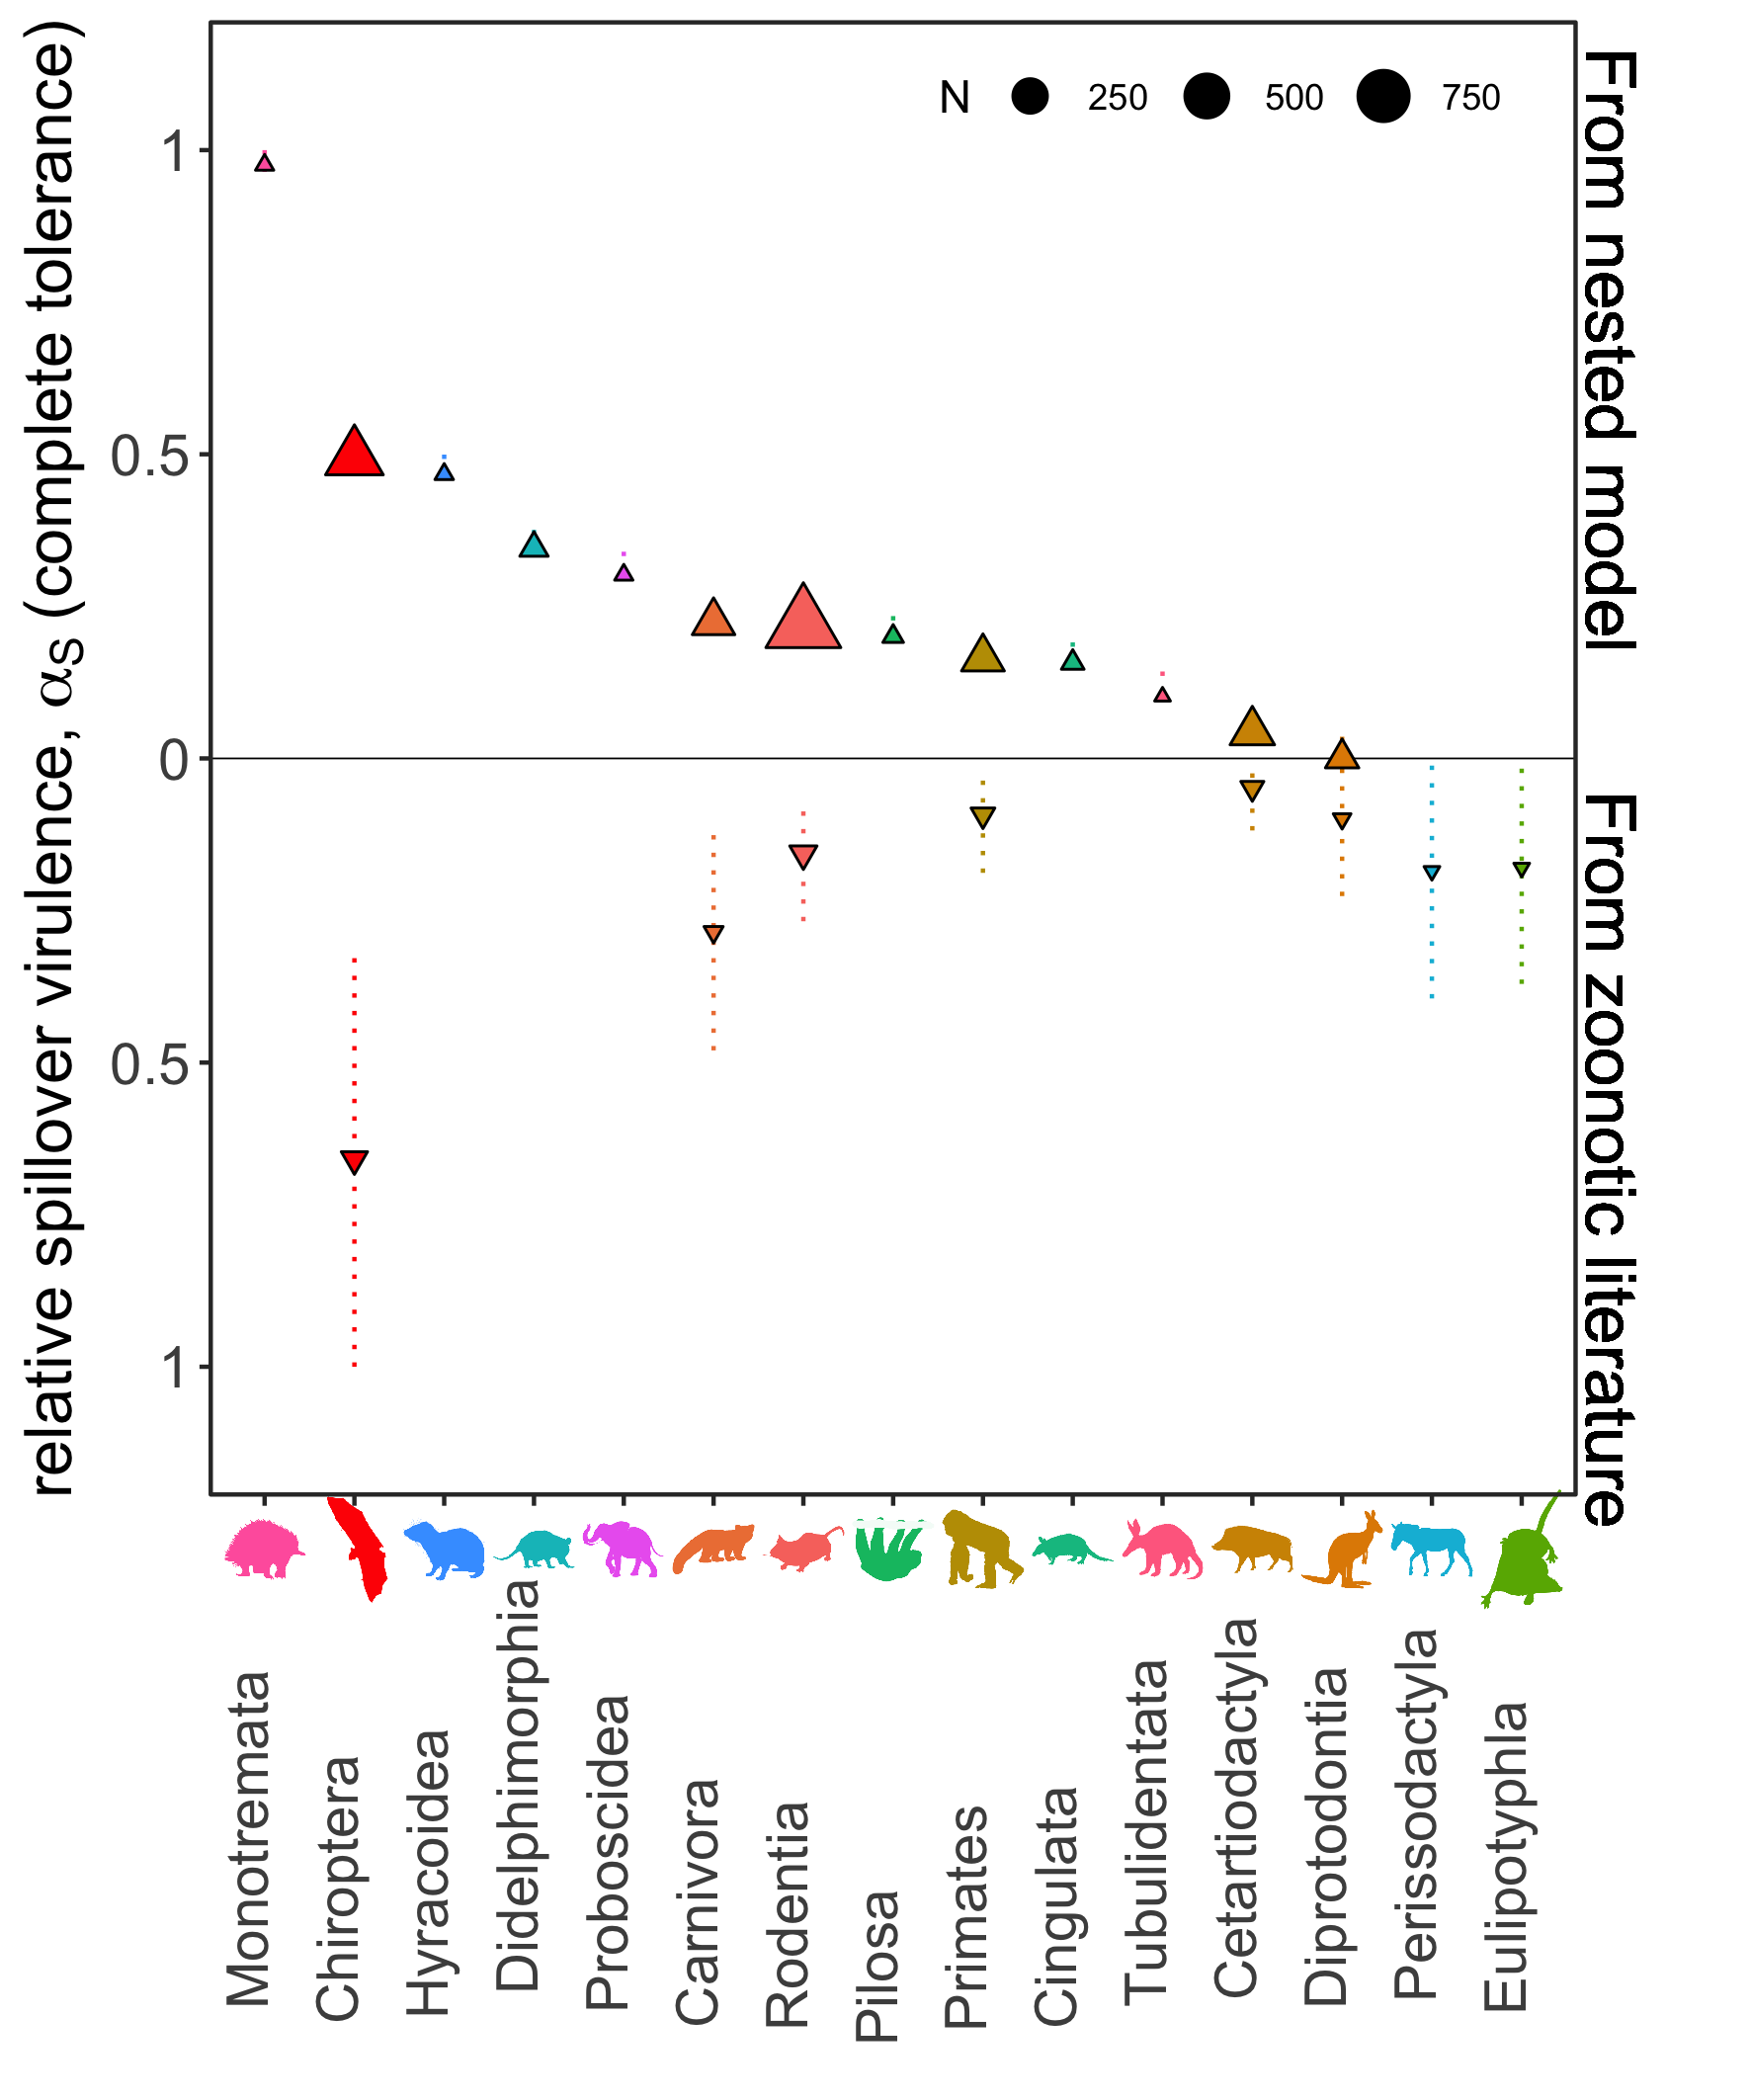 relative spillover virulence, αS (complete tolerance)
N 250 500 750
1
0.5
0
0.5
1
From nested model
From zoonotic literature
Monotremata
Chiroptera
Hyracoidea
Didelphimorphia
Proboscidea
Carnivora
Rodentia
Pilosa
Primates
Cingulata
Tubulidentata
Cetartiodactyla
Diprotodontia
Perissodactyla
Eulipotyphla